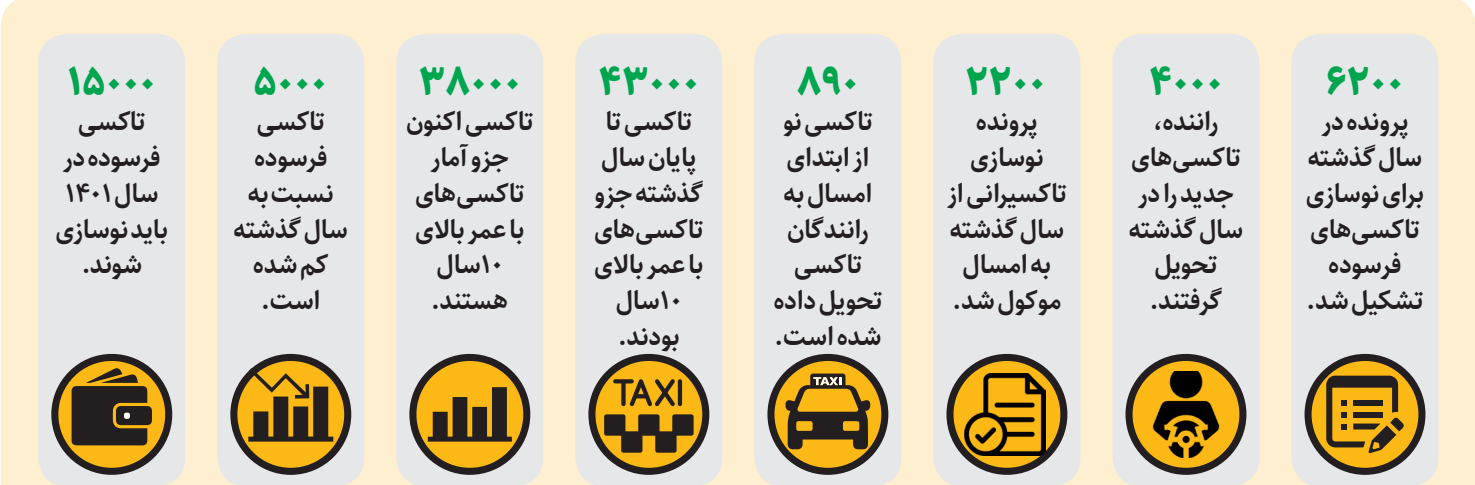 ۶۲۰۰
پرونده در
سال گذشته
برای نوسازی
تاکسی‌های
فرسوده
تشکیل شد.
۴۰۰۰
راننده،
تاکسی‌های
جدید را در
سال گذشته
تحویل
گرفتند.
۲۲۰۰
پرونده
نوسازی
تاکسیرانی از
سال گذشته
به امسال
موکول شد.
۸۹۰
تاکسی نو
از ابتدای
امسال به
رانندگان
تاکسی
تحویل داده
شده است.
TAXI
۴۳۰۰۰
تاکسی تا
پایان سال
گذشته جزو
تاکسی‌های
با عمر بالای
۱۰سال
بودند.
TAXI
۳۸۰۰۰
تاکسی اکنون
جزو آمار
تاکسی‌های
با عمر بالای
۱۰سال
هستند.
۵۰۰۰
تاکسی
فرسوده
نسبت به
سال گذشته
کم شده
است.
۱۵۰۰۰
تاکسی
فرسوده در
سال ۱۴۰۱
باید نوسازی
شوند.